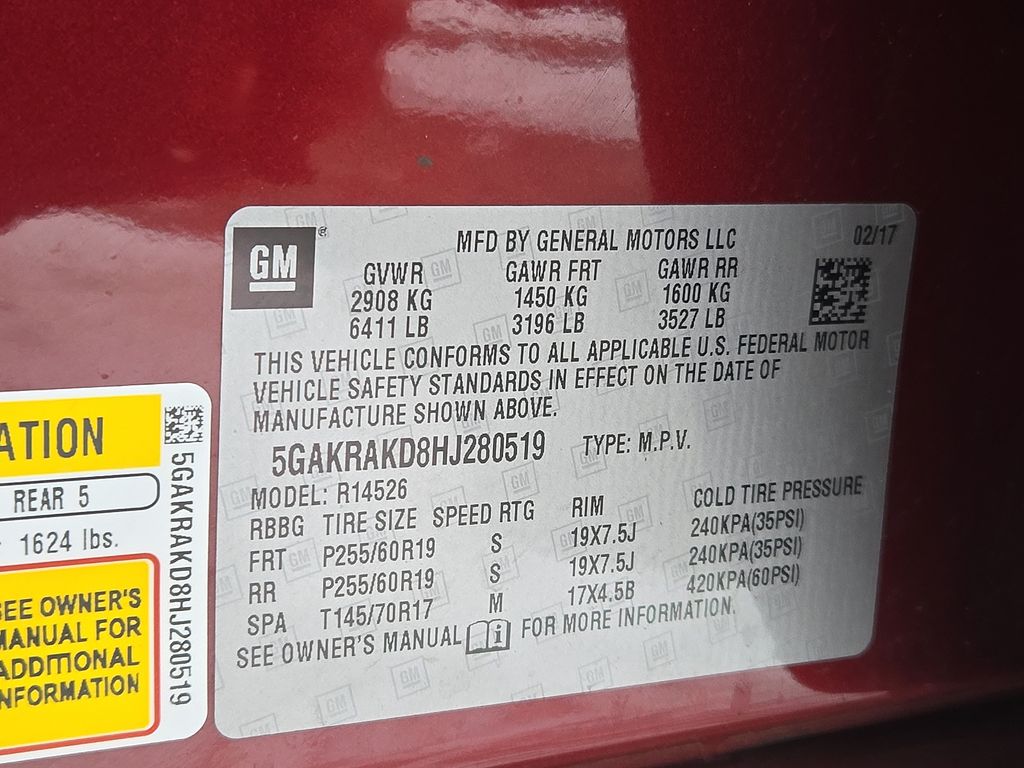 GM
MFD BY GENERAL MOTORS LLC
02/17
GVWR GAWR FRT GAWR RR
2908 KG 1450 KG 1600 KG
6411 LB 3196 LB 3527 LB
THIS VEHICLE CONFORMS TO ALL APPLICABLE U.S. FEDERAL MOTOR
VEHICLE SAFETY STANDARDS IN EFFECT ON THE DATE OF
MANUFACTURE SHOWN ABOVE.
5GAKRAKD8HJ280519 TYPE: M.P.V.
MODEL: R14526
RBBG TIRE SIZE SPEED RTG RIM COLD TIRE PRESSURE
FRT P255/60R19 S 19X7.5J 240KPA(35PSI)
RR P255/60R19 S 19X7.5J 240KPA(35PSI)
SPA T145/70R17 M 17X4.5B 420KPA(60PSI)
SEE OWNER'S MANUAL FOR MORE INFORMATION.
ATION
REAR 5
1624 lbs.
SEE OWNER'S
MANUAL FOR
ADDITIONAL
INFORMATION
5GAKRAKD8HJ280519